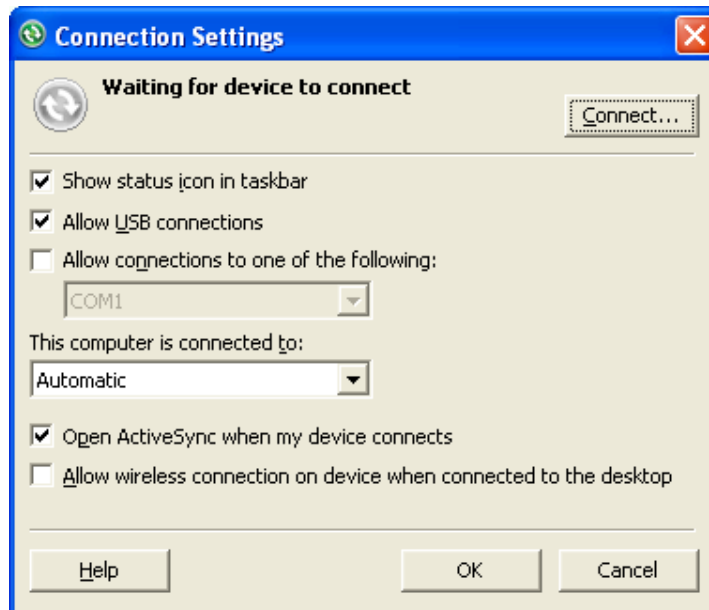 Connection Settings
Waiting for device to connect
Connect...
Show status icon in taskbar
Allow USB connections
Allow connections to one of the following:
COM1
This computer is connected to:
Automatic
Open ActiveSync when my device connects
Allow wireless connection on device when connected to the desktop
Help OK Cancel